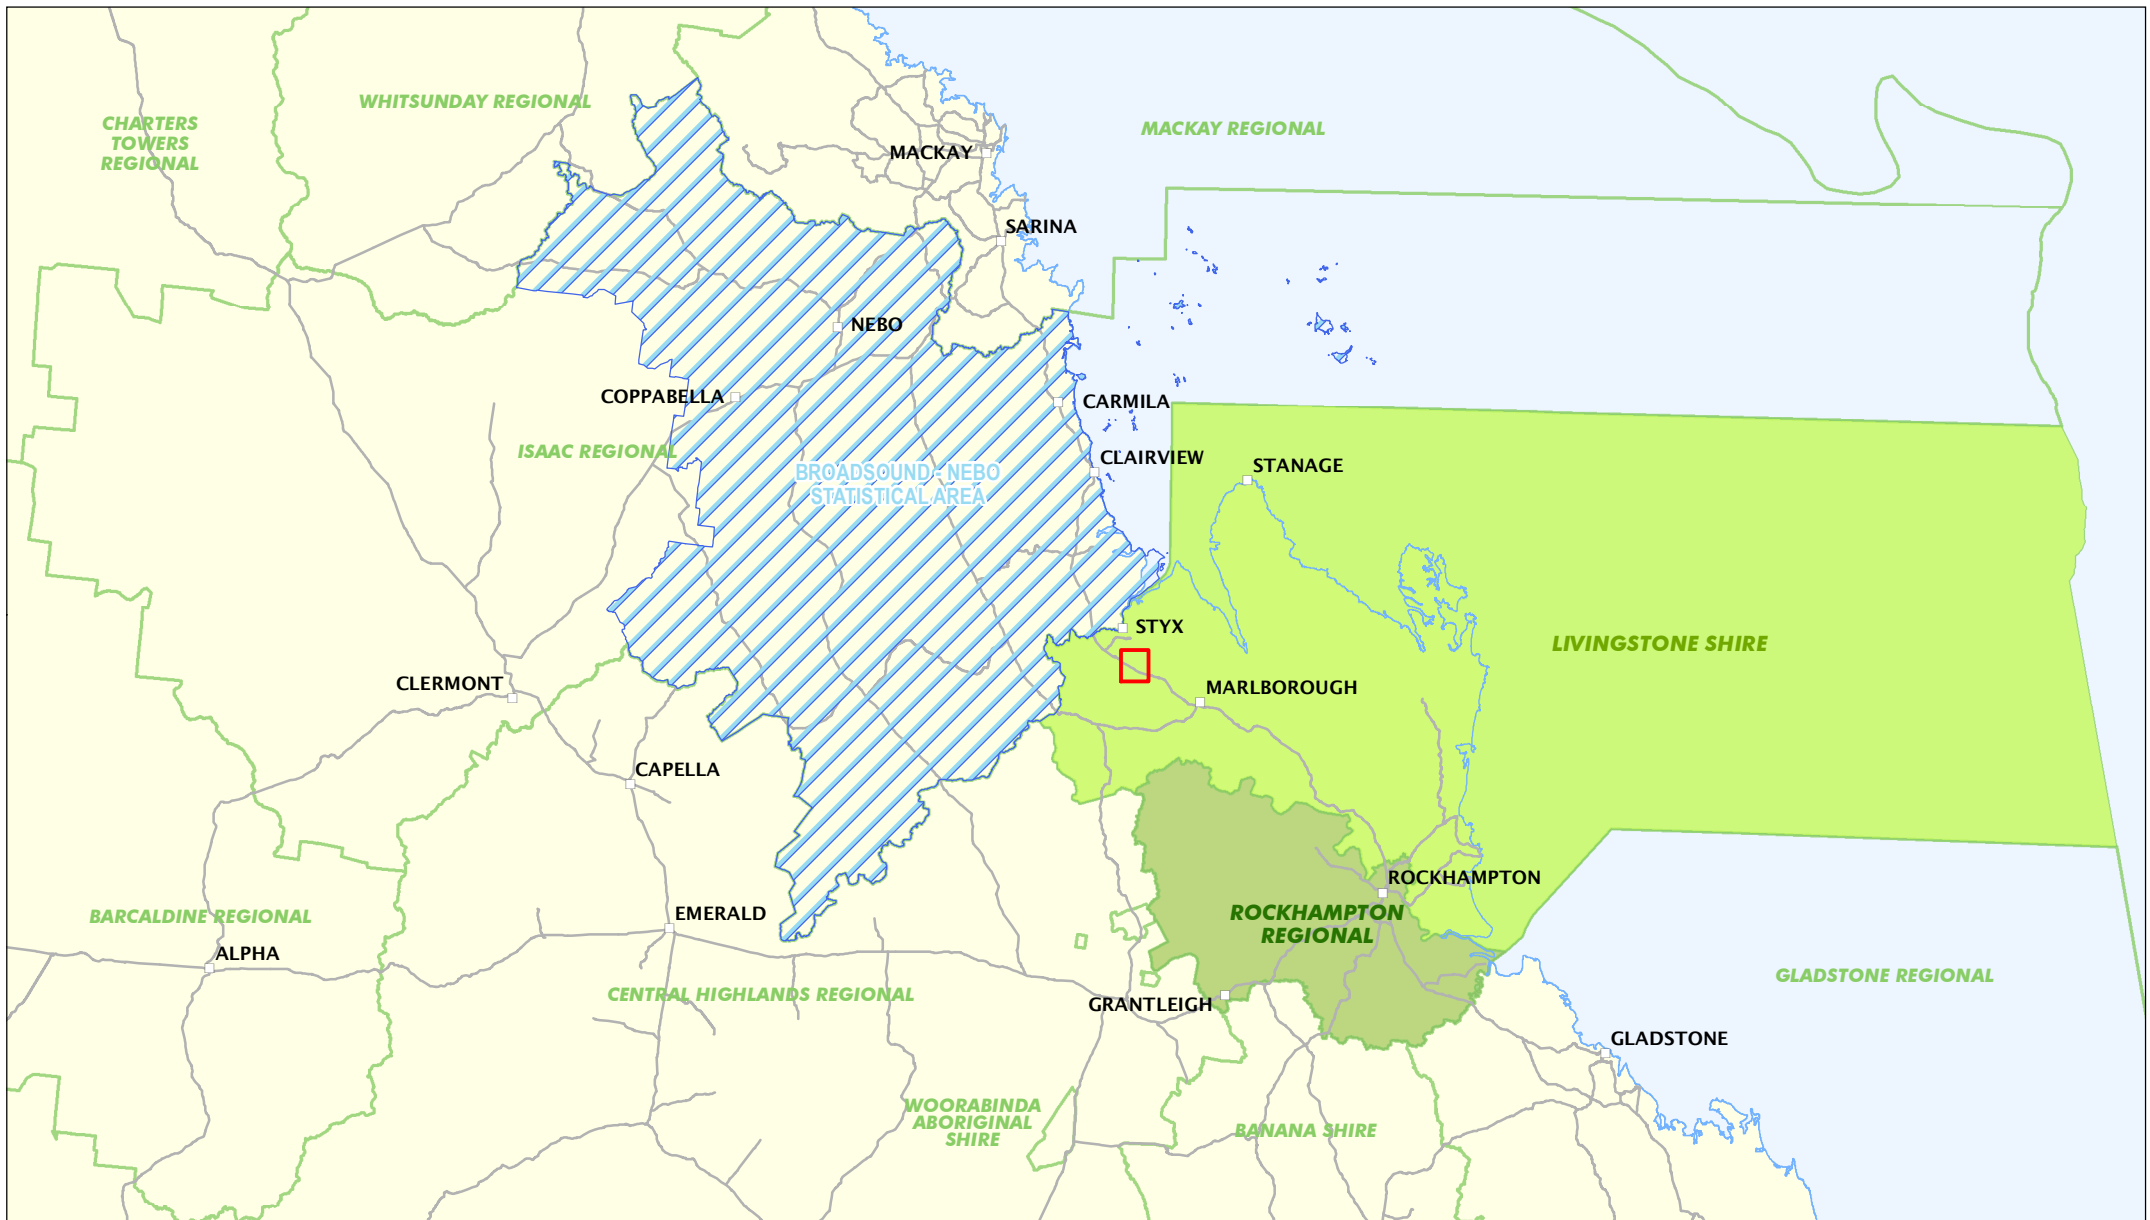 WHITSUNDAY REGIONAL
CHARTERS
TOWERS
REGIONAL
MACKAY REGIONAL
MACKAY
SARINA
NEBO
COPPABELLA
CARMILA
ISAAC REGIONAL
CLAIRVIEW
STANAGE
BROADSOUND - NEBO
STATISTICAL AREA
STYX
LIVINGSTONE SHIRE
CLERMONT
MARLBOROUGH
CAPELLA
ROCKHAMPTON
BARCALDINE REGIONAL
EMERALD
ROCKHAMPTON
REGIONAL
ALPHA
GLADSTONE REGIONAL
CENTRAL HIGHLANDS REGIONAL
GRANTLEIGH
GLADSTONE
WOORABINDA
ABORIGINAL
SHIRE
BANANA SHIRE